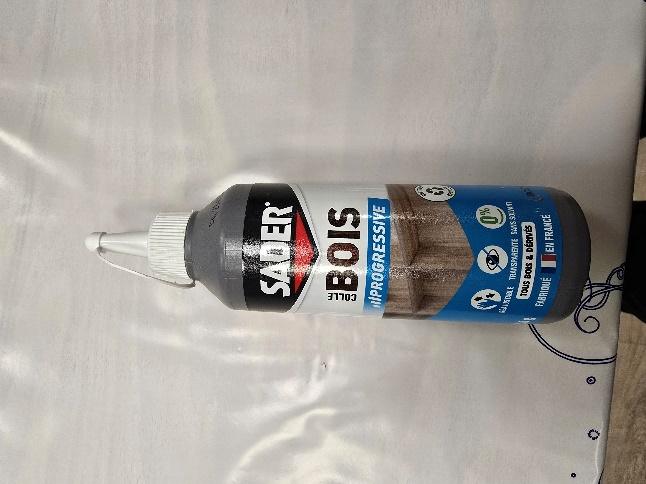 SADER
COLLE
BOIS
PROGRESSIVE
TRANSPARENTE
0%
SANS SOLVANT
TOUS BOIS & DÉRIVÉS
FABRIQUÉ EN FRANCE